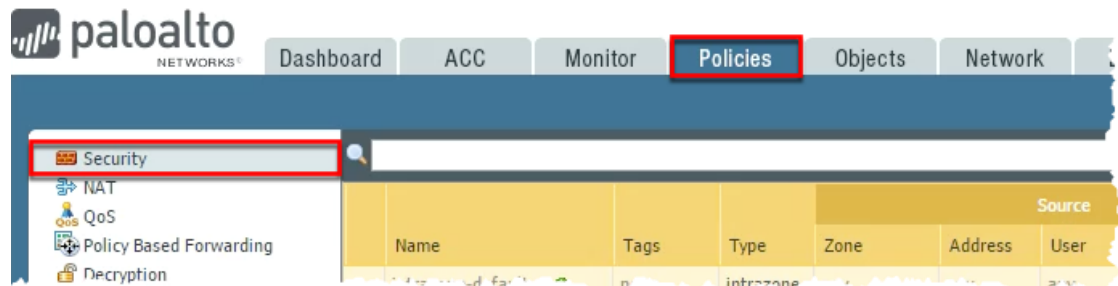 paloalto
NETWORKS®
Dashboard ACC Monitor Policies Objects Network
Security
NAT
QoS
Policy Based Forwarding
Decryption
Source
Name Tags Type Zone Address User
intrazone